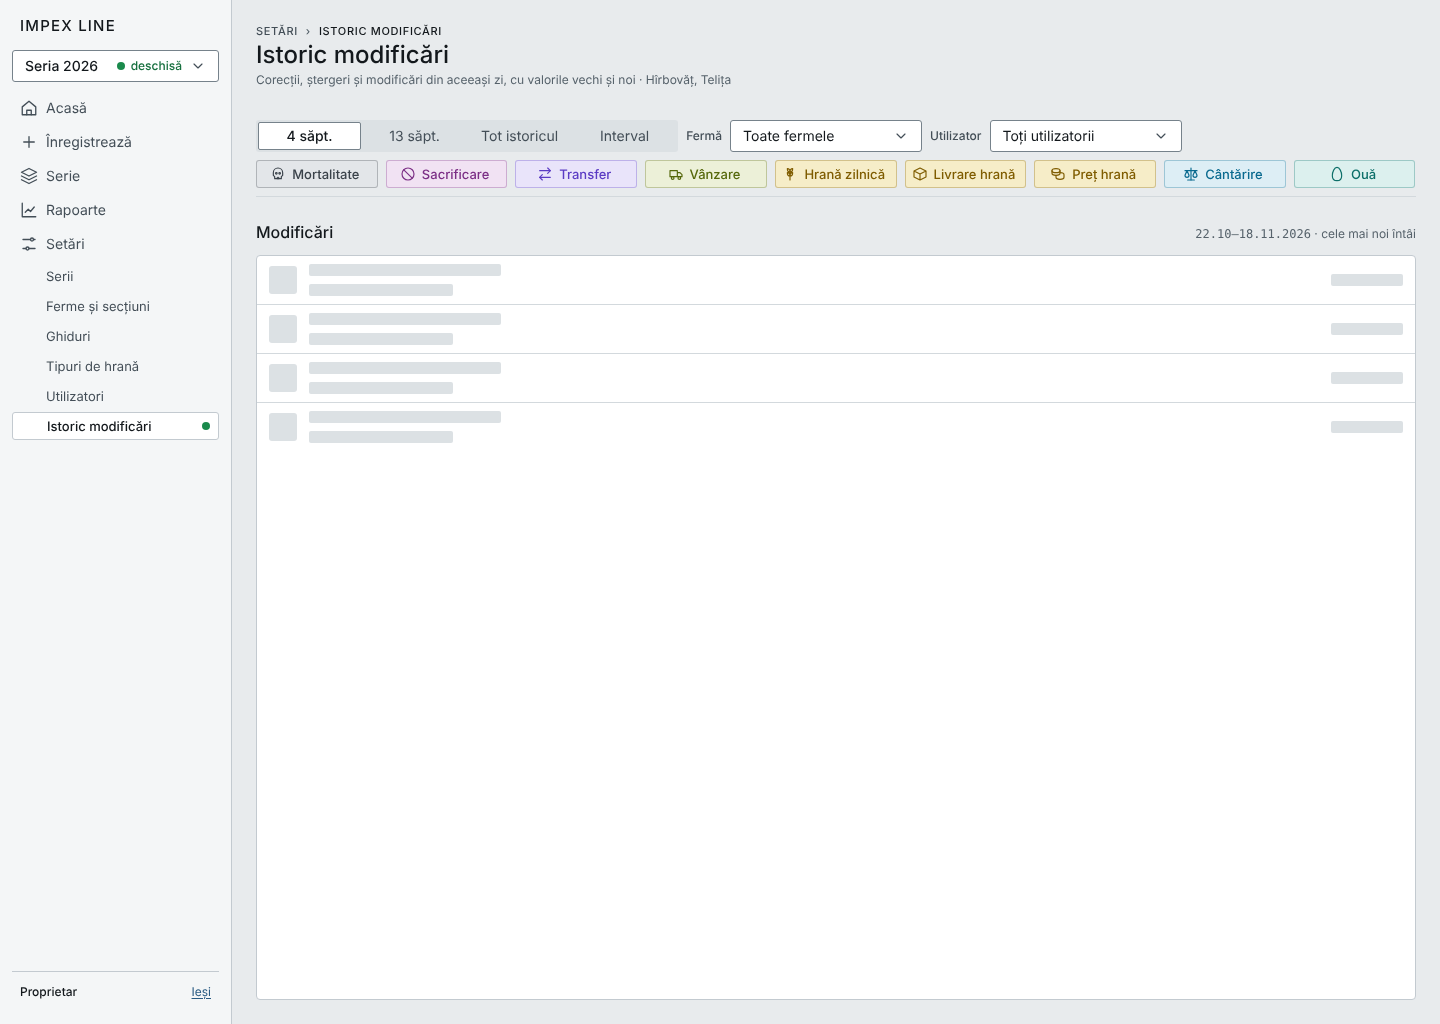 IMPEX LINE
Seria 2026 deschisă
Acasă
Înregistrează
Serie
Rapoarte
Setări
Serii
Ferme și secțiuni
Ghiduri
Tipuri de hrană
Utilizatori
Istoric modificări
Proprietar Ieși
SETĂRI › ISTORIC MODIFICĂRI
Istoric modificări
Corecții, ștergeri și modificări din aceeași zi, cu valorile vechi și noi · Hîrbovăț, Telița
4 săpt. 13 săpt. Tot istoricul Interval Fermă Toate fermele Utilizator Toți utilizatorii
Mortalitate Sacrificare Transfer Vânzare Hrană zilnică Livrare hrană Preț hrană Cântărire Ouă
Modificări 22.10–18.11.2026 · cele mai noi întâi